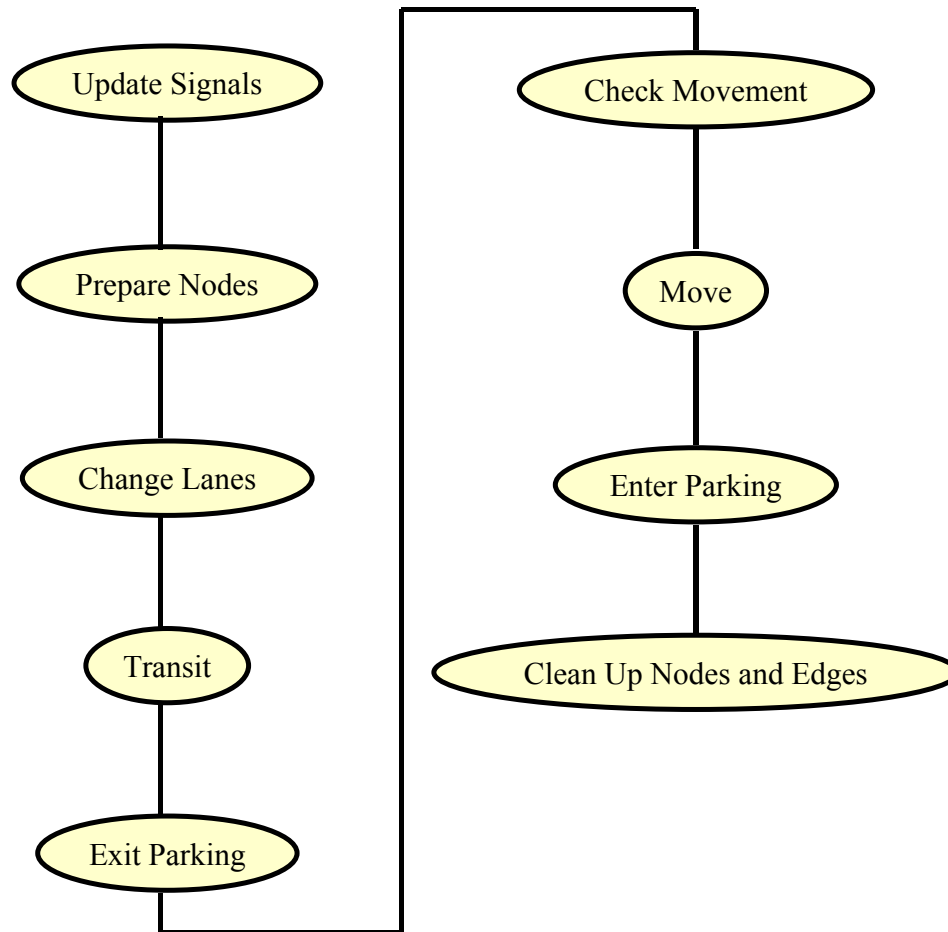 Update Signals
Prepare Nodes
Change Lanes
Transit
Exit Parking
Check Movement
Move
Enter Parking
Clean Up Nodes and Edges